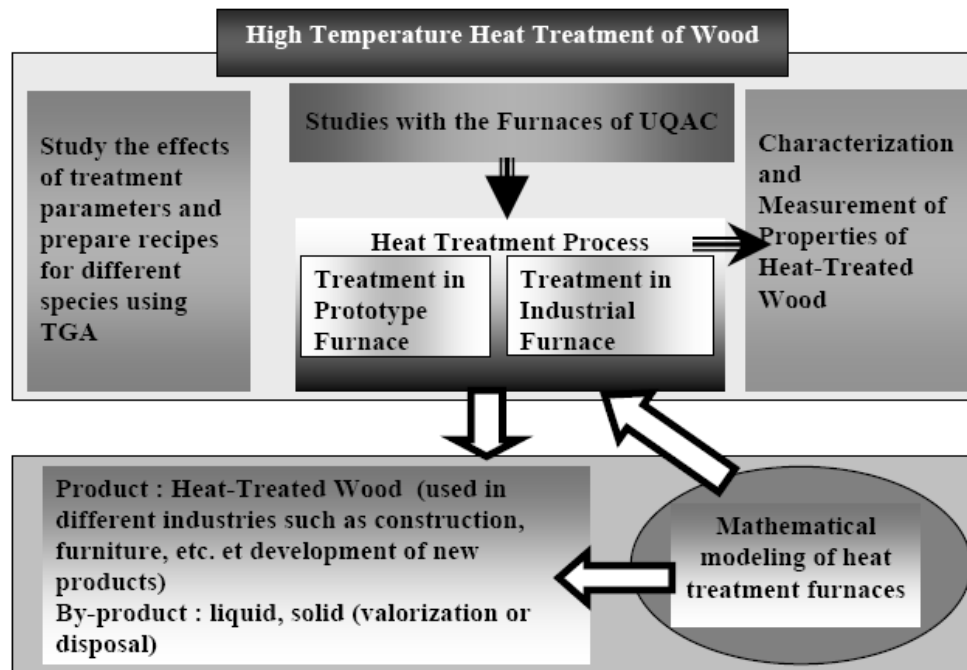 High Temperature Heat Treatment of Wood
Study the effects
of treatment
parameters and
prepare recipes
for different
species using
TGA
Studies with the Furnaces of UQAC
Heat Treatment Process
Treatment in
Prototype
Furnace
Treatment in
Industrial
Furnace
Characterization
and
Measurement of
Properties of
Heat-Treated
Wood
Product : Heat-Treated Wood (used in
different industries such as construction,
furniture, etc. et development of new
products)
By-product : liquid, solid (valorization or
disposal)
Mathematical
modeling of heat
treatment furnaces